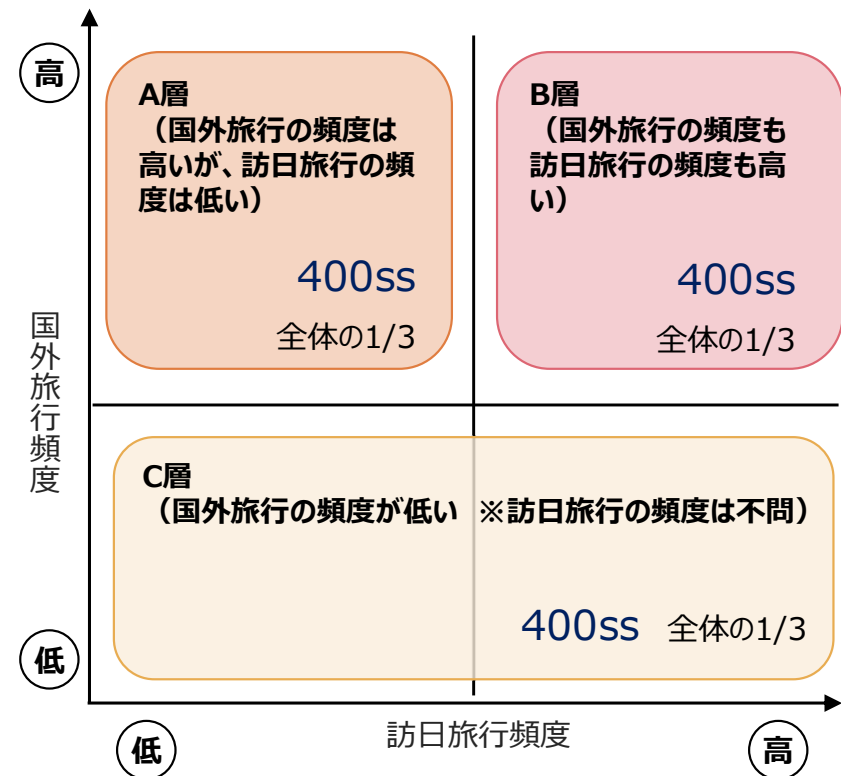 高
A層
（国外旅行の頻度は
高いが、訪日旅行の頻
度は低い）
400ss
全体の1/3
B層
（国外旅行の頻度も
訪日旅行の頻度も高
い）
400ss
全体の1/3
国外旅行頻度
C層
（国外旅行の頻度が低い　※訪日旅行の頻度は不問）
400ss　全体の1/3
低
低
訪日旅行頻度
高